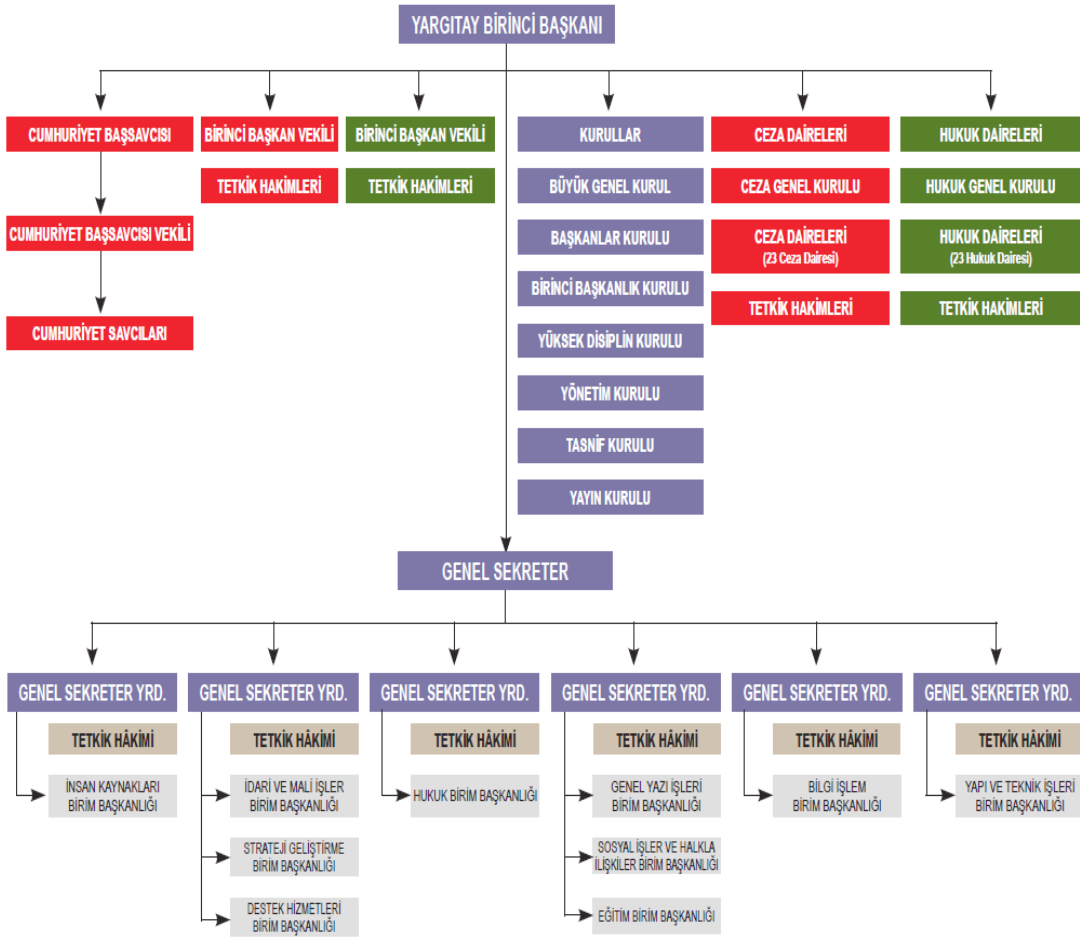 YARGITAY BİRİNCİ BAŞKANI
CUMHURİYET BAŞSAVCISI
BİRİNCİ BAŞKAN VEKİLİ
BİRİNCİ BAŞKAN VEKİLİ
KURULLAR
CEZA DAİRELERİ
HUKUK DAİRELERİ
TETKİK HAKİMLERİ
TETKİK HAKİMLERİ
BÜYÜK GENEL KURUL
CEZA GENEL KURULU
HUKUK GENEL KURULU
CUMHURİYET BAŞSAVCISI VEKİLİ
BAŞKANLAR KURULU
CEZA DAİRELERİ
(23 Ceza Dairesi)
HUKUK DAİRELERİ
(23 Hukuk Dairesi)
BİRİNCİ BAŞKANLIK KURULU
TETKİK HAKİMLERİ
TETKİK HAKİMLERİ
CUMHURİYET SAVCILARI
YÜKSEK DİSİPLİN KURULU
YÖNETİM KURULU
TASNİF KURULU
YAYIN KURULU
GENEL SEKRETER
GENEL SEKRETER YRD.
GENEL SEKRETER YRD.
GENEL SEKRETER YRD.
GENEL SEKRETER YRD.
GENEL SEKRETER YRD.
GENEL SEKRETER YRD.
TETKİK HÂKİMİ
TETKİK HÂKİMİ
TETKİK HÂKİMİ
TETKİK HÂKİMİ
TETKİK HÂKİMİ
TETKİK HÂKİMİ
İNSAN KAYNAKLARI
BİRİM BAŞKANLIĞI
İDARİ VE MALİ İŞLER
BİRİM BAŞKANLIĞI
HUKUK BİRİM BAŞKANLIĞI
GENEL YAZI İŞLERİ
BİRİM BAŞKANLIĞI
BİLGİ İŞLEM
BİRİM BAŞKANLIĞI
YAPI VE TEKNİK İŞLERİ
BİRİM BAŞKANLIĞI
STRATEJİ GELİŞTİRME
BİRİM BAŞKANLIĞI
SOSYAL İŞLER VE HALKLA
İLİŞKİLER BİRİM BAŞKANLIĞI
DESTEK HİZMETLERİ
BİRİM BAŞKANLIĞI
EĞİTİM BİRİM BAŞKANLIĞI